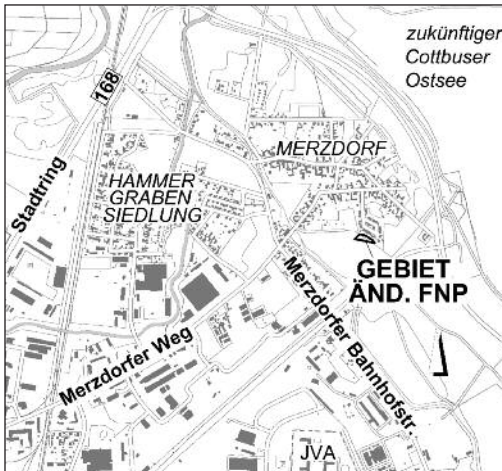 zukünftiger
Cottbuser
Ostsee
168
MERZDORF
Stadtring
HAMMER
GRABEN
SIEDLUNG
GEBIET
ÄND. FNP
Merzdorfer Weg
Merzdorfer Bahnhofstr.
JVA